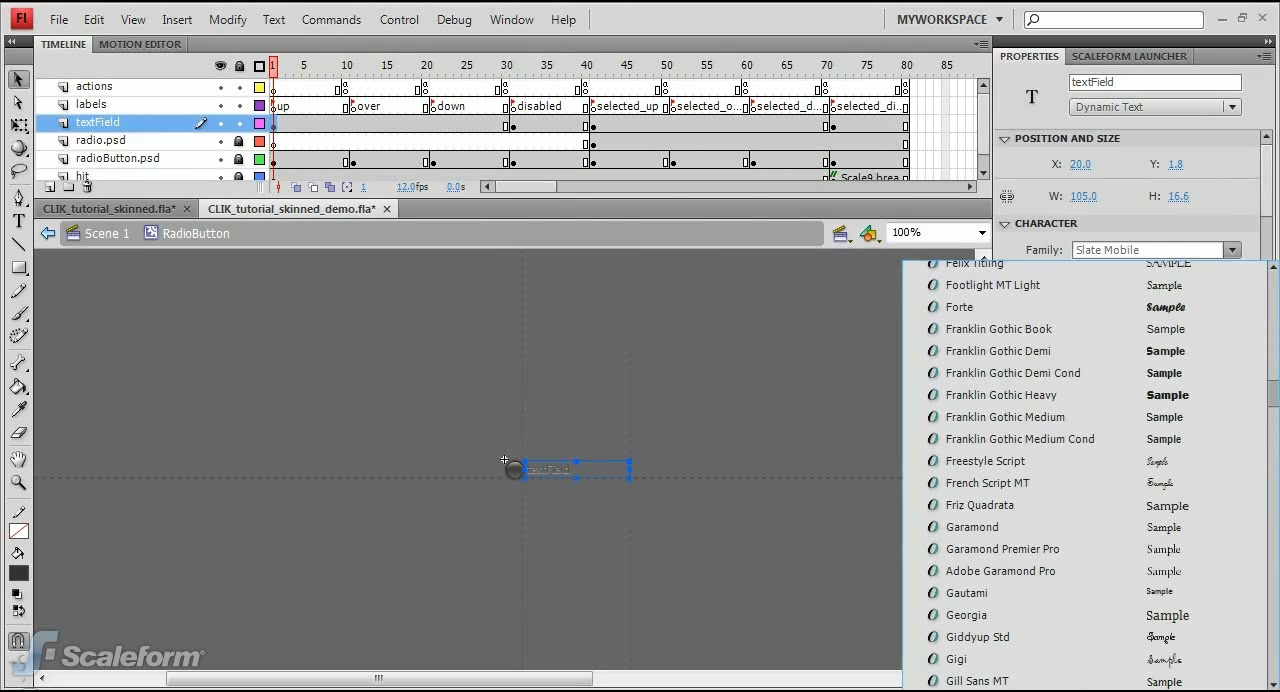 Fl File Edit View Insert Modify Text Commands Control Debug Window Help MYWORKSPACE
TIMELINE MOTION EDITOR
1 5 10 15 20 25 30 35 40 45 50 55 60 65 70 75 80 85
actions
labels up over down disabled selected_up selected_o... selected_d... selected_di...
textField
radio.psd
radioButton.psd
hit Scale9 brea
1 12.0fps 0.0s
CLIK_tutorial_skinned.fla* CLIK_tutorial_skinned_demo.fla*
Scene 1 RadioButton 100%
textField
Scaleform
PROPERTIES SCALEFORM LAUNCHER
T textField
Dynamic Text
POSITION AND SIZE
X: 20.0 Y: 1.8
W: 105.0 H: 16.6
CHARACTER
Family: Slate Mobile
Felix Titling SAMPLE
Footlight MT Light Sample
Forte Sample
Franklin Gothic Book Sample
Franklin Gothic Demi Sample
Franklin Gothic Demi Cond Sample
Franklin Gothic Heavy Sample
Franklin Gothic Medium Sample
Franklin Gothic Medium Cond Sample
Freestyle Script Sample
French Script MT Sample
Friz Quadrata Sample
Garamond Sample
Garamond Premier Pro Sample
Adobe Garamond Pro Sample
Gautami Sample
Georgia Sample
Giddyup Std Sample
Gigi Sample
Gill Sans MT Sample